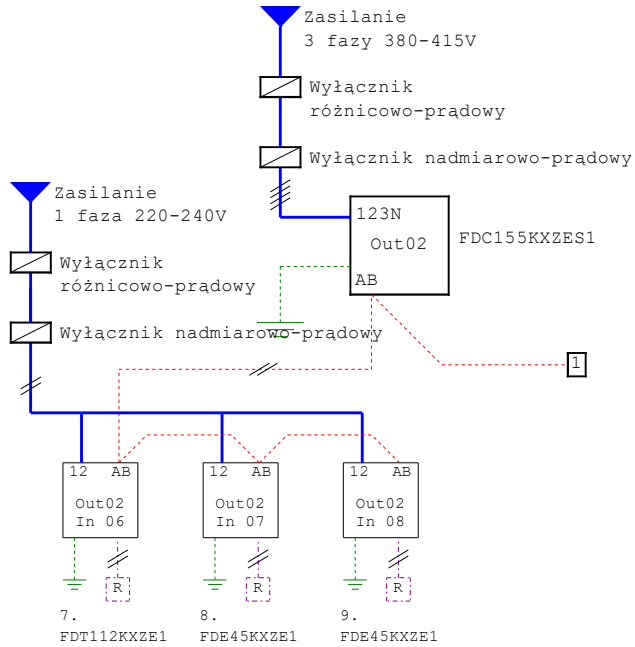 Zasilanie
3 fazy 380-415V
Wyłącznik
różnicowo-prądowy
Wyłącznik nadmiarowo-prądowy
Zasilanie
1 faza 220-240V
123N
Out02
AB
FDC155KXZES1
Wyłącznik
różnicowo-prądowy
Wyłącznik nadmiarowo-prądowy
1
12 AB
Out02
In 06
12 AB
Out02
In 07
12 AB
Out02
In 08
R
R
R
7.
FDT112KXZE1
8.
FDE45KXZE1
9.
FDE45KXZE1